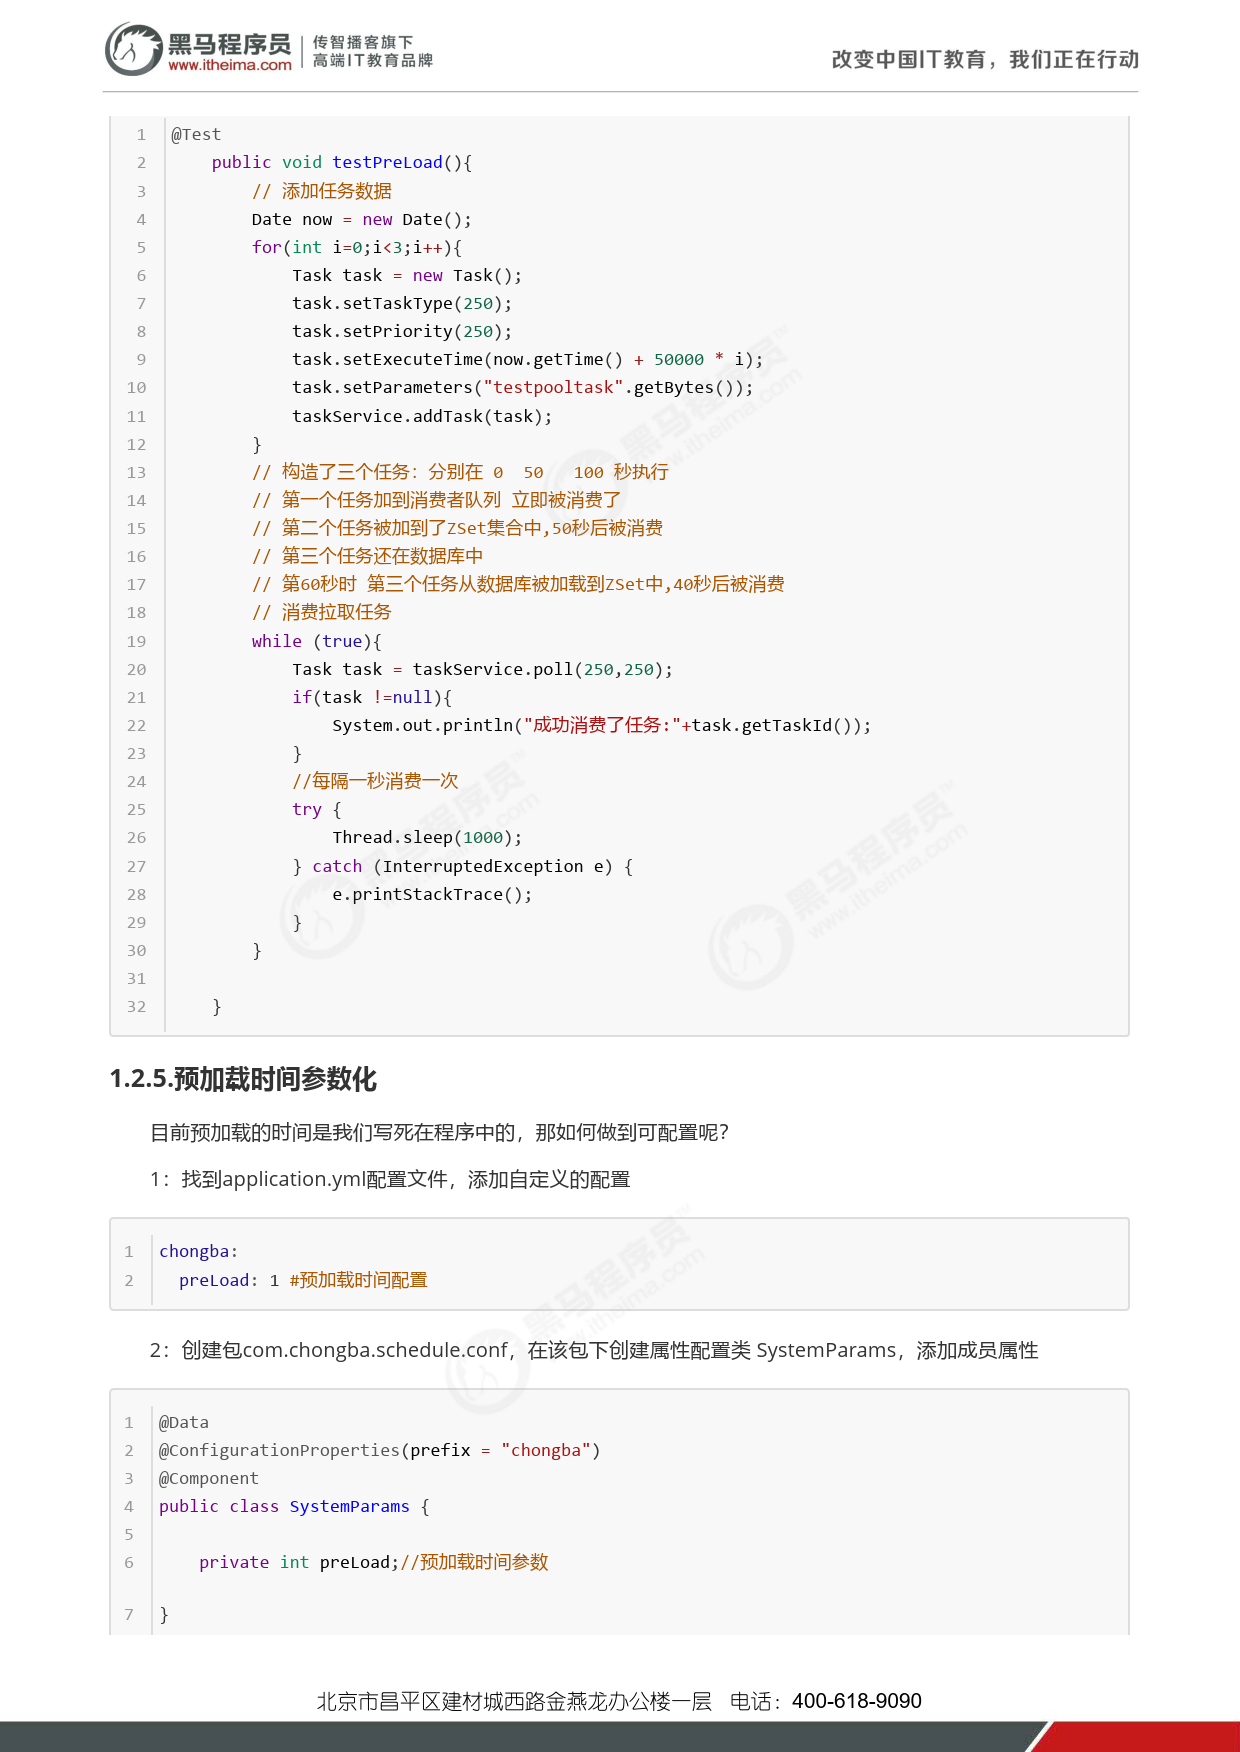 黑马程序员
www.itheima.com
传智播客旗下
高端IT教育品牌
改变中国IT教育，我们正在行动
1 @Test
2     public void testPreLoad(){
3         // 添加任务数据
4         Date now = new Date();
5         for(int i=0;i<3;i++){
6             Task task = new Task();
7             task.setTaskType(250);
8             task.setPriority(250);
9             task.setExecuteTime(now.getTime() + 50000 * i);
10             task.setParameters("testpooltask".getBytes());
11             taskService.addTask(task);
12         }
13         // 构造了三个任务：分别在 0  50   100 秒执行
14         // 第一个任务加到消费者队列 立即被消费了
15         // 第二个任务被加到了ZSet集合中,50秒后被消费
16         // 第三个任务还在数据库中
17         // 第60秒时 第三个任务从数据库被加载到ZSet中,40秒后被消费
18         // 消费拉取任务
19         while (true){
20             Task task = taskService.poll(250,250);
21             if(task !=null){
22                 System.out.println("成功消费了任务:"+task.getTaskId());
23             }
24             //每隔一秒消费一次
25             try {
26                 Thread.sleep(1000);
27             } catch (InterruptedException e) {
28                 e.printStackTrace();
29             }
30         }
31
32     }
1.2.5.预加载时间参数化
目前预加载的时间是我们写死在程序中的，那如何做到可配置呢？
1：找到application.yml配置文件，添加自定义的配置
1 chongba:
2   preLoad: 1 #预加载时间配置
2：创建包com.chongba.schedule.conf，在该包下创建属性配置类 SystemParams，添加成员属性
1 @Data
2 @ConfigurationProperties(prefix = "chongba")
3 @Component
4 public class SystemParams {
5
6     private int preLoad;//预加载时间参数
7 }
北京市昌平区建材城西路金燕龙办公楼一层   电话：400-618-9090